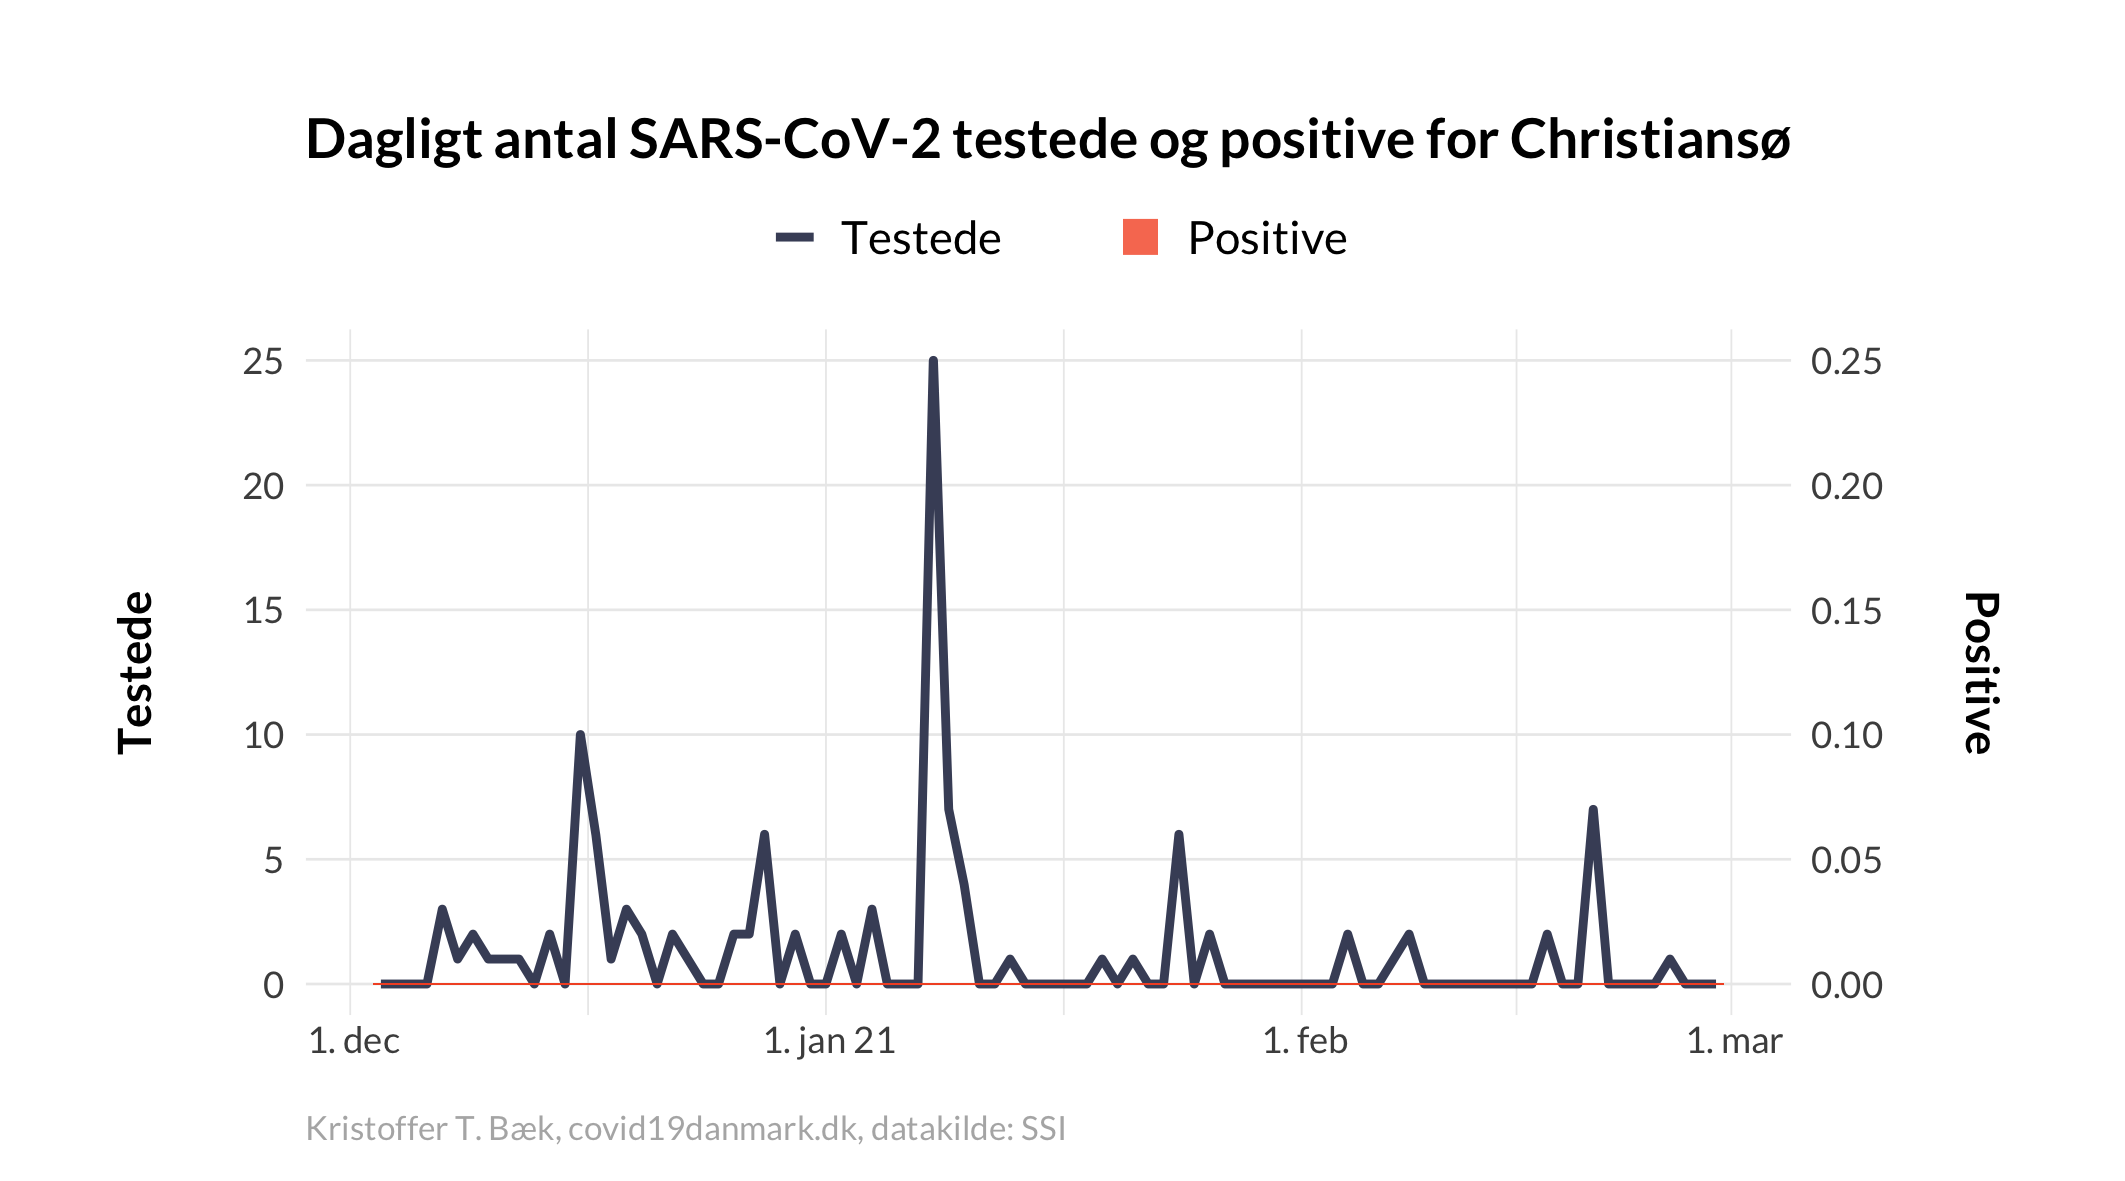 Dagligt antal SARS-CoV-2 testede og positive for Christiansø
Testede
Positive
25
20
15
10
5
0
Testede
0.25
0.20
0.15
0.10
0.05
0.00
Positive
1. dec
1. jan 21
1. feb
1. mar
Kristoffer T. Bæk, covid19danmark.dk, datakilde: SSI